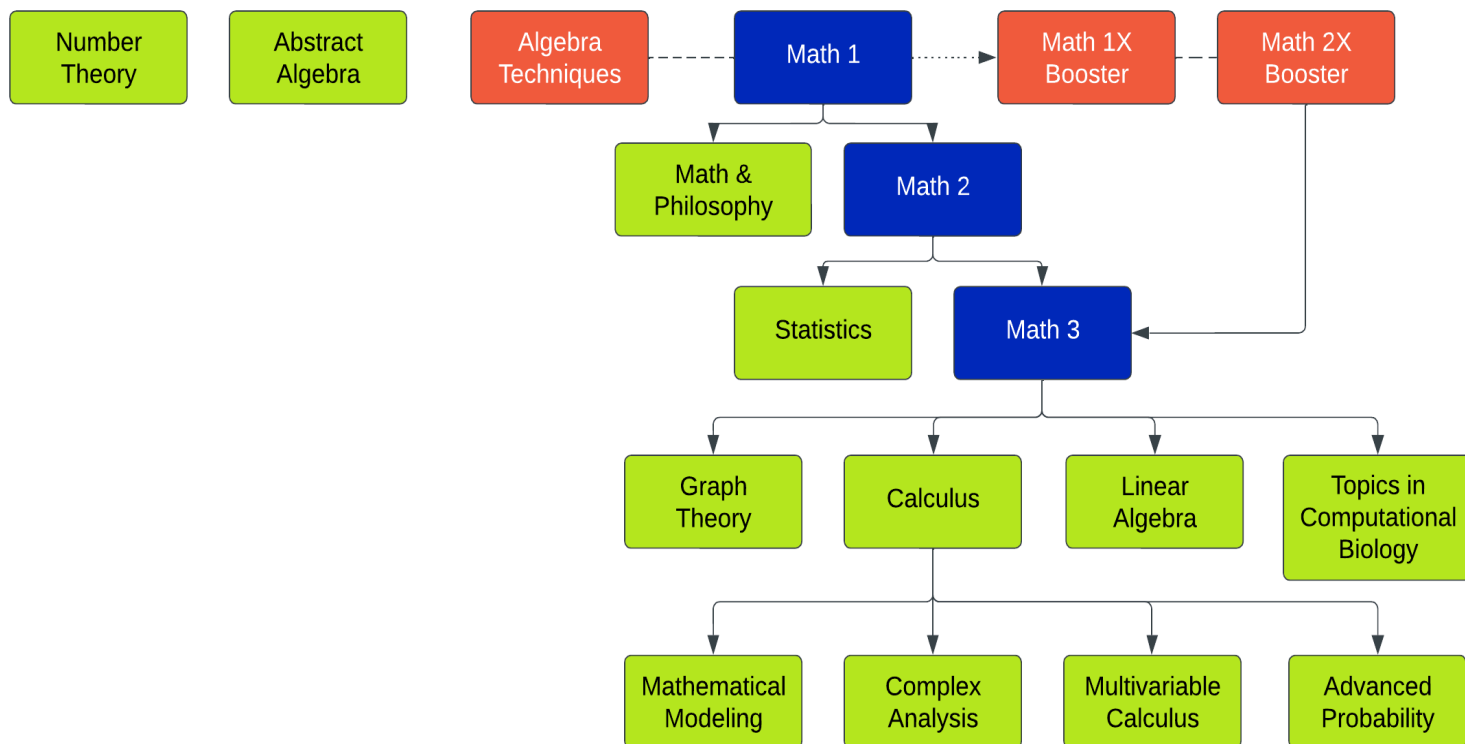 Number
Theory
Abstract
Algebra
Algebra
Techniques
Math 1
Math 1X
Booster
Math 2X
Booster
Math &
Philosophy
Math 2
Statistics
Math 3
Graph
Theory
Calculus
Linear
Algebra
Topics in
Computational
Biology
Mathematical
Modeling
Complex
Analysis
Multivariable
Calculus
Advanced
Probability